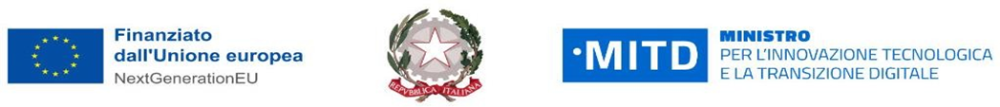 Finanziato
dall'Unione europea
NextGenerationEU
REPVBBLICA ITALIANA
·MITD
MINISTRO
PER L'INNOVAZIONE TECNOLOGICA
E LA TRANSIZIONE DIGITALE